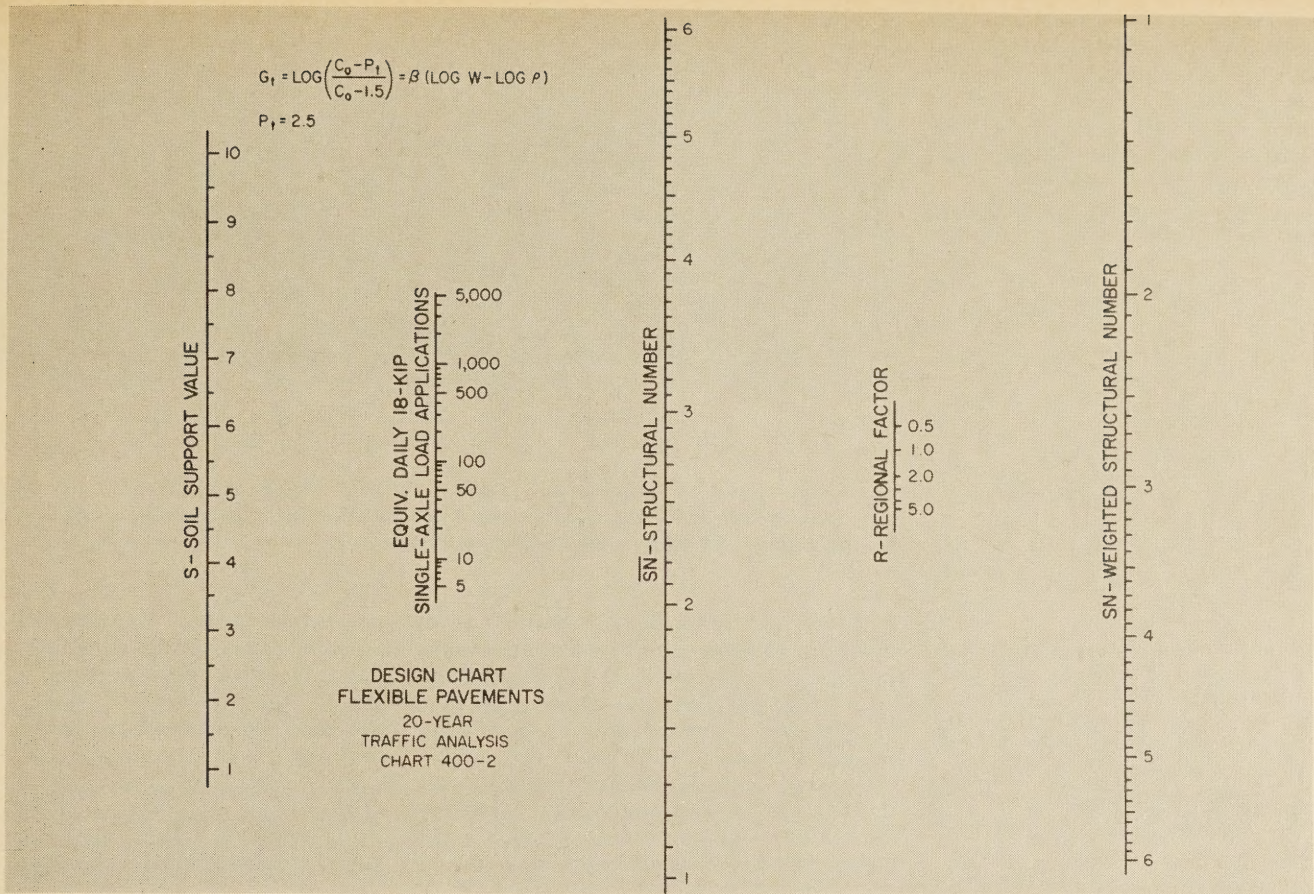 G_t = LOG(C_o-P_t / C_o-1.5) = β (LOG W-LOG ρ)
P_t = 2.5
S-SOIL SUPPORT VALUE
10
9
8
7
6
5
4
3
2
1
EQUIV. DAILY 18-KIP
SINGLE-AXLE LOAD APPLICATIONS
5,000
1,000
500
100
50
10
5
DESIGN CHART
FLEXIBLE PAVEMENTS
20-YEAR
TRAFFIC ANALYSIS
CHART 400-2
S̅N̅-STRUCTURAL NUMBER
6
5
4
3
2
1
R-REGIONAL FACTOR
0.5
1.0
2.0
5.0
SN-WEIGHTED STRUCTURAL NUMBER
1
2
3
4
5
6